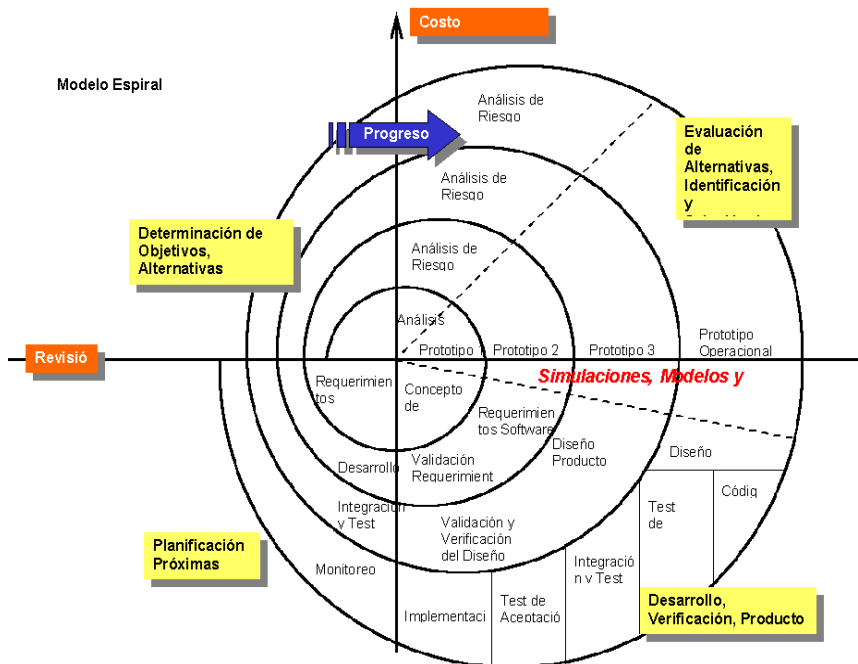 Costo
Modelo Espiral
Análisis de
Riesgo
Progreso
Evaluación
de
Alternativas,
Identificación
y
Análisis de
Riesgo
Determinación de
Objetivos,
Alternativas
Análisis de
Riesgo
Análisis
Prototipo 1
Prototipo 2
Prototipo 3
Prototipo
Operacional
Revisió
Simulaciones, Modelos y
Requerimien
tos
Concepto
de
Requerimien
tos Software
Diseño
Producto
Diseño
Desarrollo
Validación
Requerimient
Integración
y Test
Validación y
Verificación
del Diseño
Test
de
Códig
Planificación
Próximas
Monitoreo
Integració
n y Test
Implementaci
Test de
Aceptació
Desarrollo,
Verificación, Producto